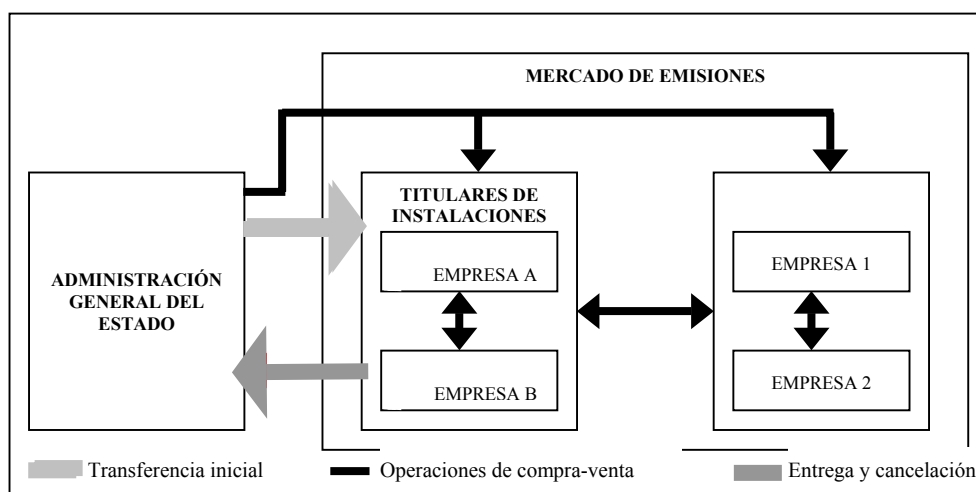 MERCADO DE EMISIONES
ADMINISTRACIÓN
GENERAL DEL
ESTADO
TITULARES DE
INSTALACIONES
EMPRESA A
EMPRESA B
EMPRESA 1
EMPRESA 2
Transferencia inicial
Operaciones de compra-venta
Entrega y cancelación